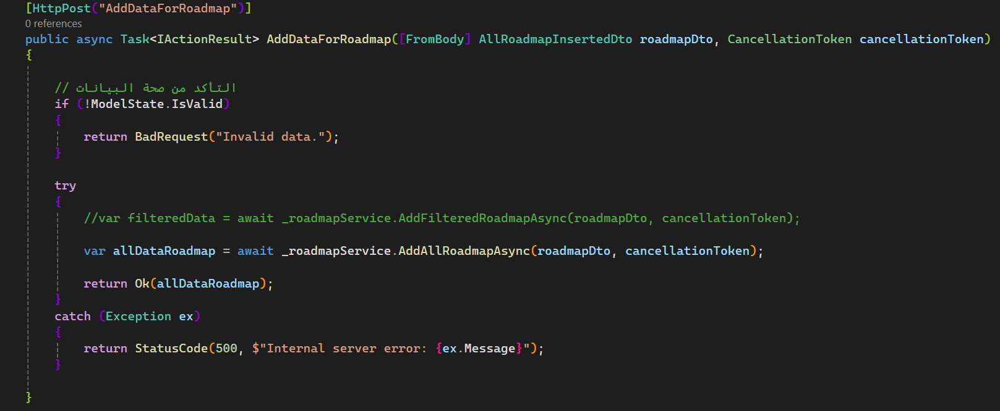 [HttpPost("AddDataForRoadmap")]
0 references
public async Task<IActionResult> AddDataForRoadmap([FromBody] AllRoadmapInsertedDto roadmapDto, CancellationToken cancellationToken)
{
// التأكد من صحة البيانات
if (!ModelState.IsValid)
{
return BadRequest("Invalid data.");
}
try
{
//var filteredData = await _roadmapService.AddFilteredRoadmapAsync(roadmapDto, cancellationToken);
var allDataRoadmap = await _roadmapService.AddAllRoadmapAsync(roadmapDto, cancellationToken);
return Ok(allDataRoadmap);
}
catch (Exception ex)
{
return StatusCode(500, $"Internal server error: {ex.Message}");
}
}